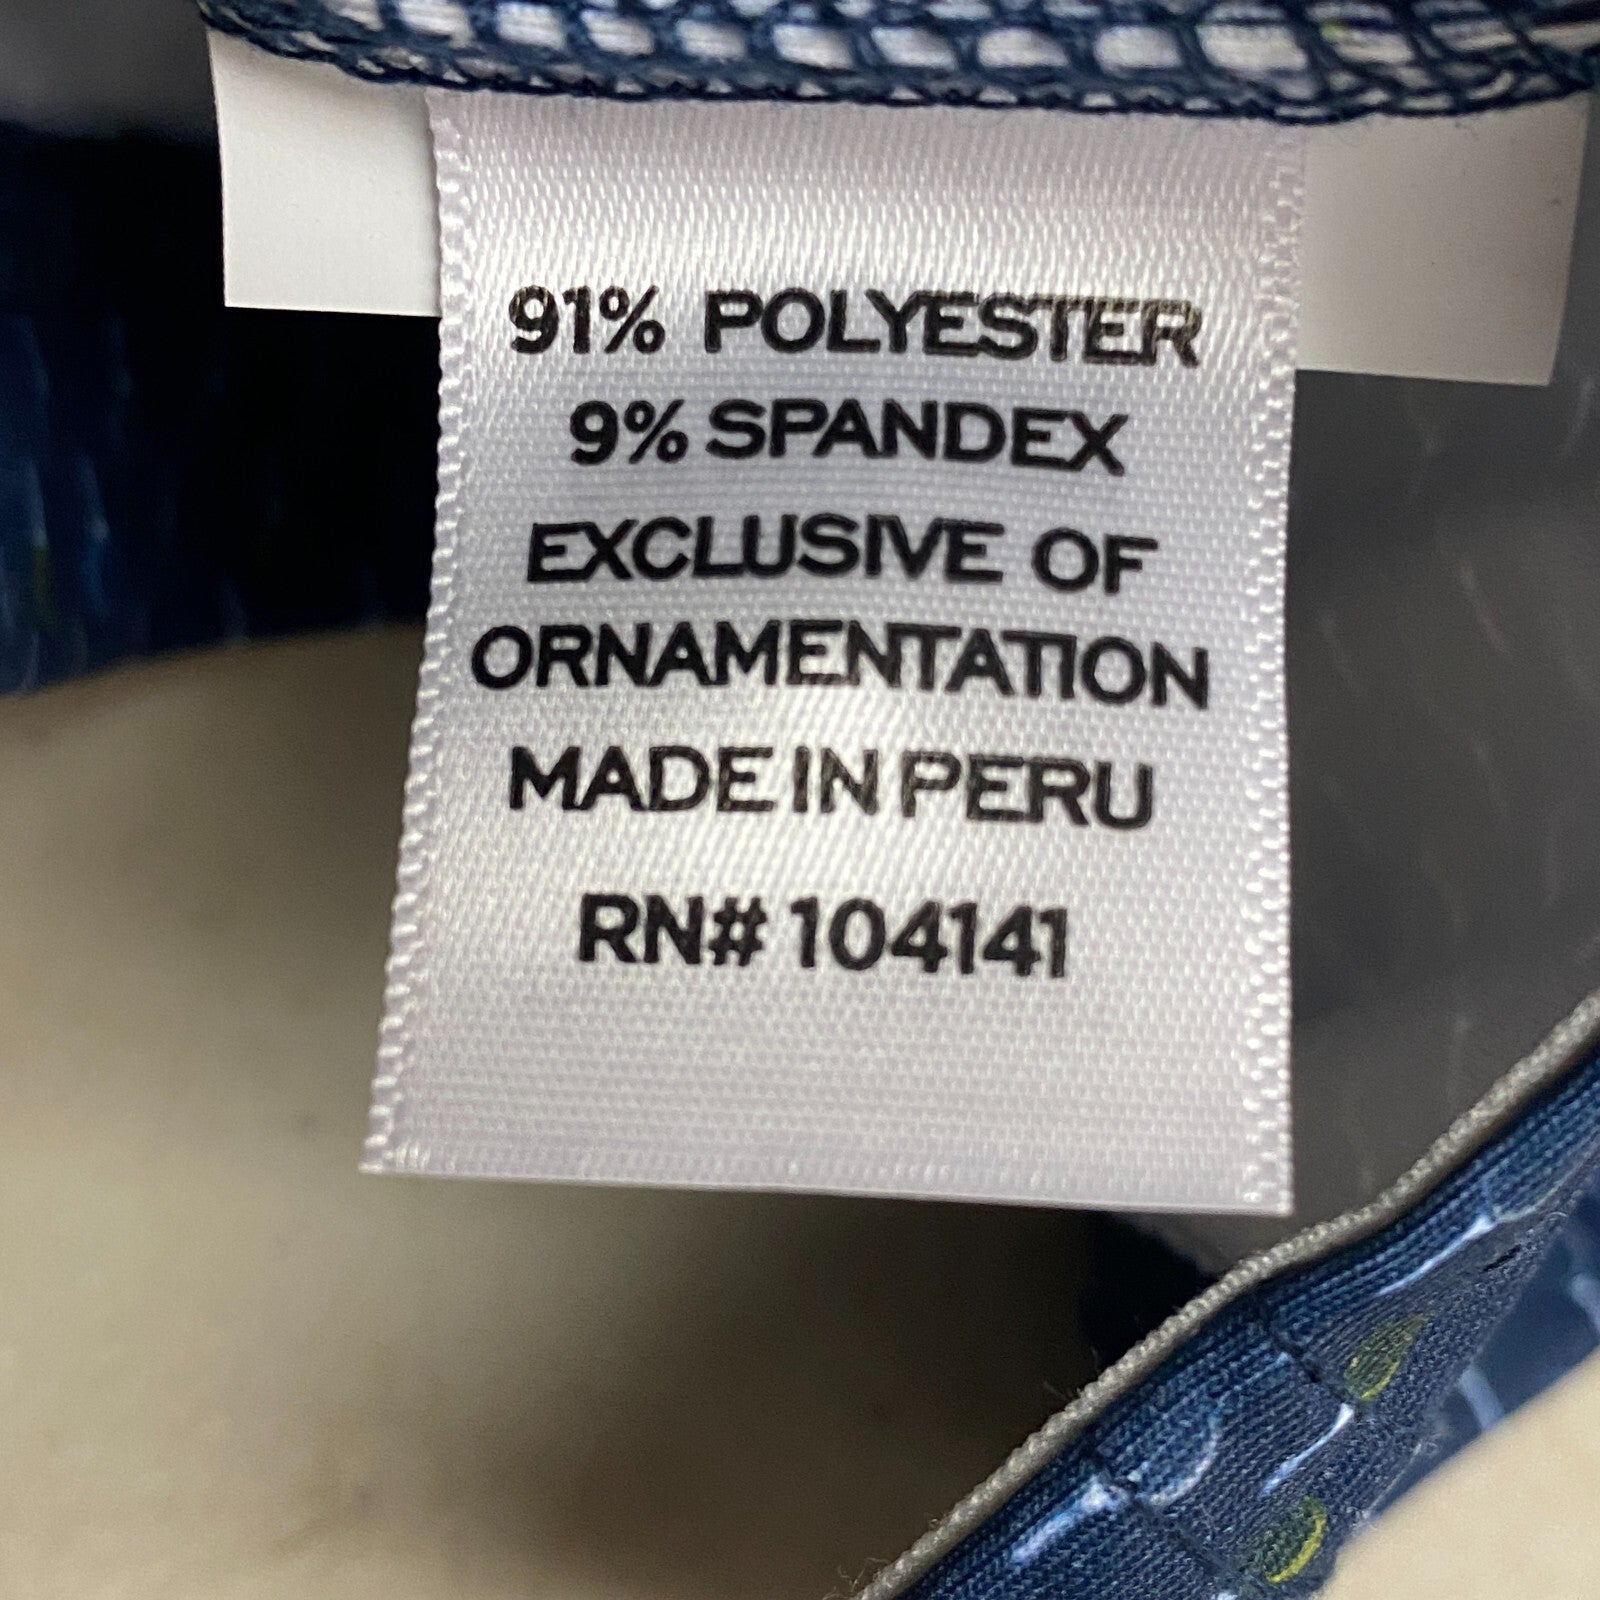 91% POLYESTER
9% SPANDEX
EXCLUSIVE OF
ORNAMENTATION
MADE IN PERU
RN# 104141